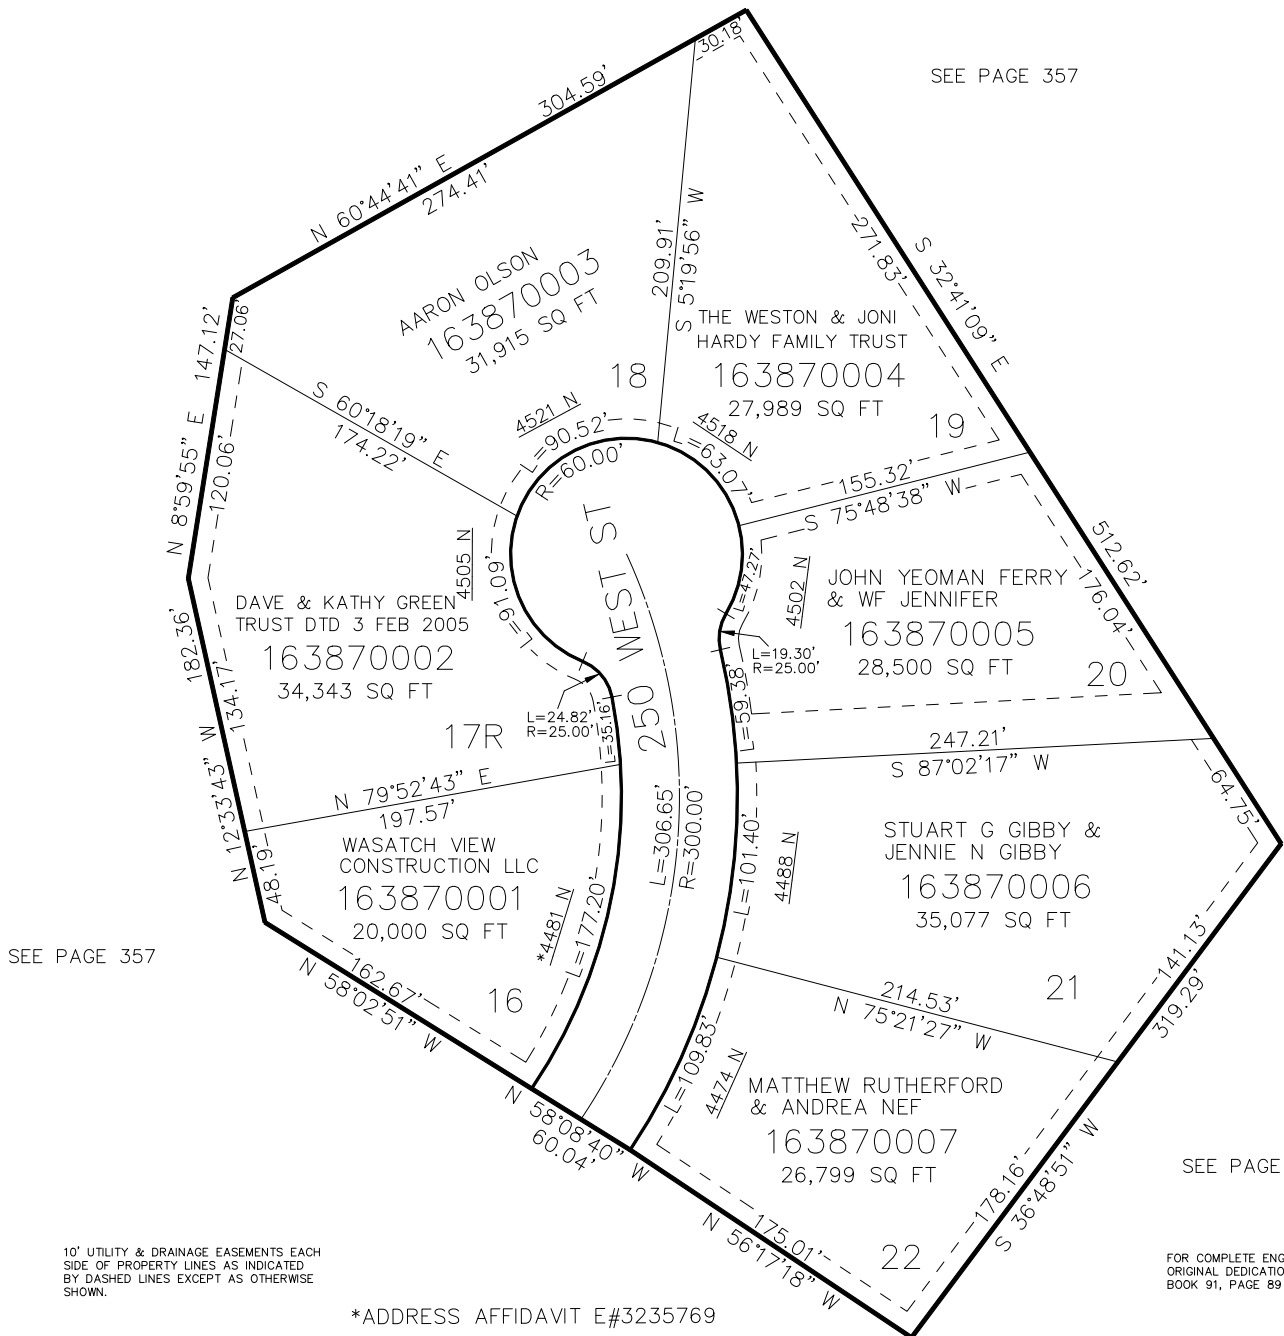 30.18'
304.59'
SEE PAGE 357
N 60°44'41" E
274.41'
209.91'
S 5°19'56" W
271.83'
S 32°41'09" E
AARON OLSON
163870003
31,915 SQ FT
18
147.12'
27.06'
THE WESTON & JONI
HARDY FAMILY TRUST
163870004
27,989 SQ FT
19
S 60°18'19" E
174.22'
4521 N
L=90.52'
R=60.00'
4518 N
L=63.07'
N 8°59'55" E
120.06'
155.32'
S 75°48'38" W
512.62'
176.04'
4505 N
L=91.09'
250 WEST ST
L=47.27'
4502 N
JOHN YEOMAN FERRY
& WF JENNIFER
163870005
28,500 SQ FT
20
DAVE & KATHY GREEN
TRUST DTD 3 FEB 2005
163870002
34,343 SQ FT
17R
182.36'
134.17'
L=24.82'
R=25.00'
L=35.16'
L=19.30'
R=25.00'
L=59.38'
247.21'
S 87°02'17" W
64.75'
N 79°52'43" E
197.57'
N 12°33'43" W
48.19'
WASATCH VIEW
CONSTRUCTION LLC
163870001
20,000 SQ FT
16
*4481 N
L=177.20'
L=306.65'
R=300.00'
L=101.40'
4488 N
STUART G GIBBY &
JENNIE N GIBBY
163870006
35,077 SQ FT
21
SEE PAGE 357
162.67'
N 58°02'51" W
214.53'
N 75°21'27" W
141.13'
319.29'
L=109.83'
4474 N
MATTHEW RUTHERFORD
& ANDREA NEF
163870007
26,799 SQ FT
22
N 58°08'40" W
60.04'
SEE PAGE
178.16'
S 36°48'51" W
175.01'
N 56°17'18" W
10' UTILITY & DRAINAGE EASEMENTS EACH
SIDE OF PROPERTY LINES AS INDICATED
BY DASHED LINES EXCEPT AS OTHERWISE
SHOWN.
FOR COMPLETE ENG
ORIGINAL DEDICATIO
BOOK 91, PAGE 89
*ADDRESS AFFIDAVIT E#3235769